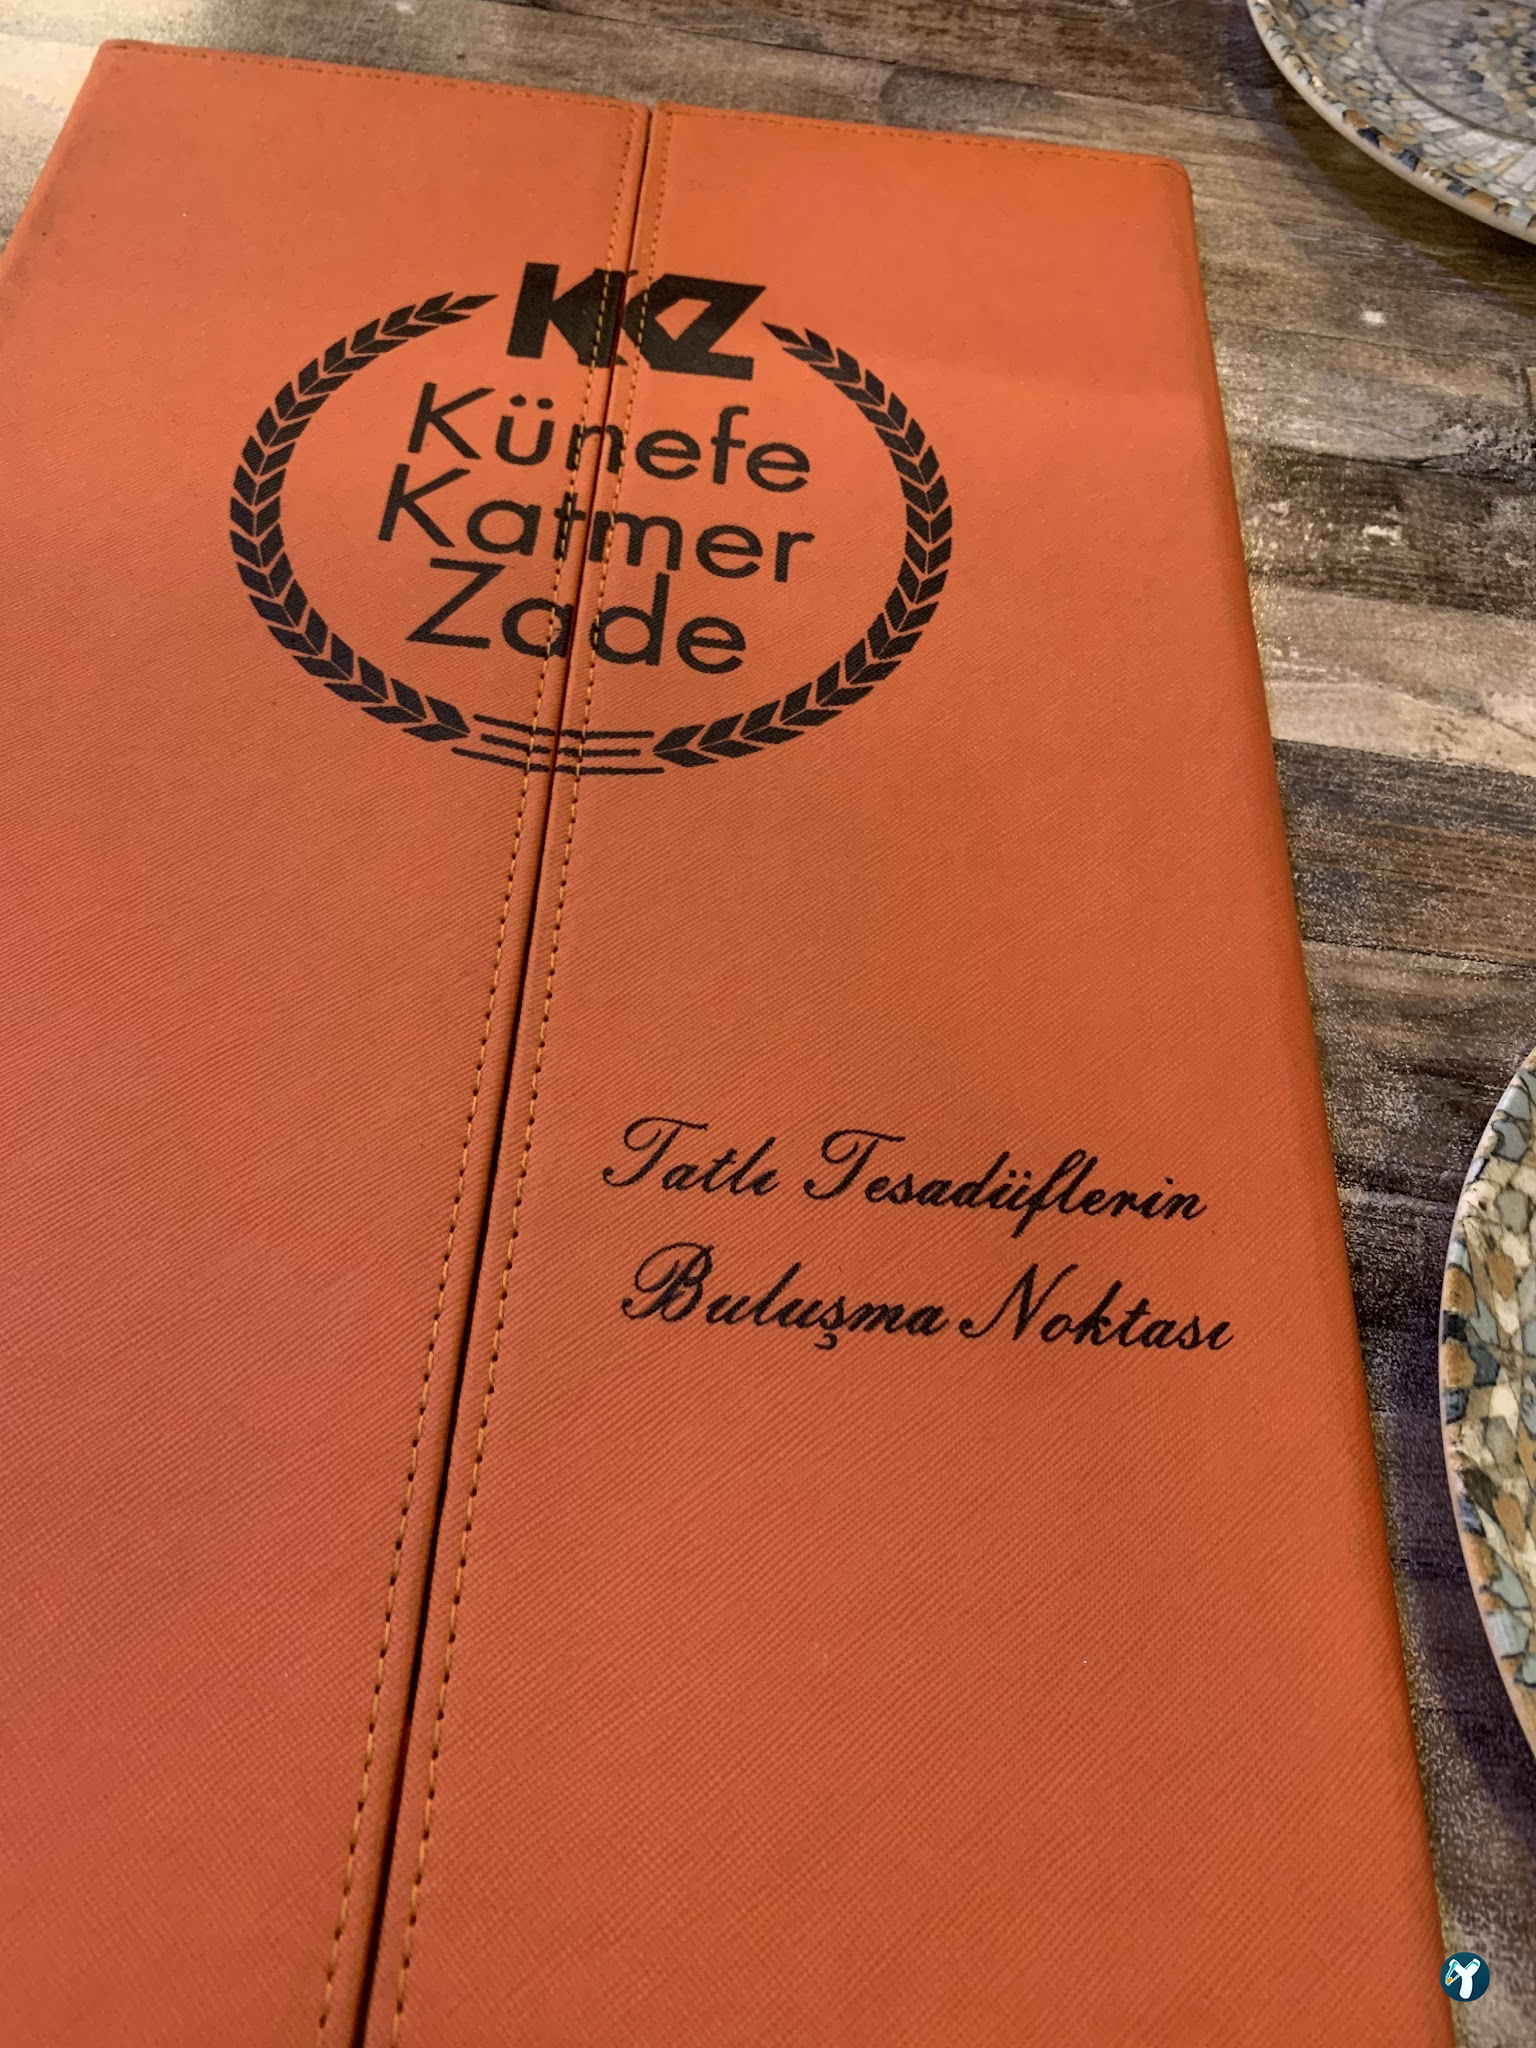 KKZ
Künefe
Katmer
Zade
Tatlı Tesadüflerin
Buluşma Noktası